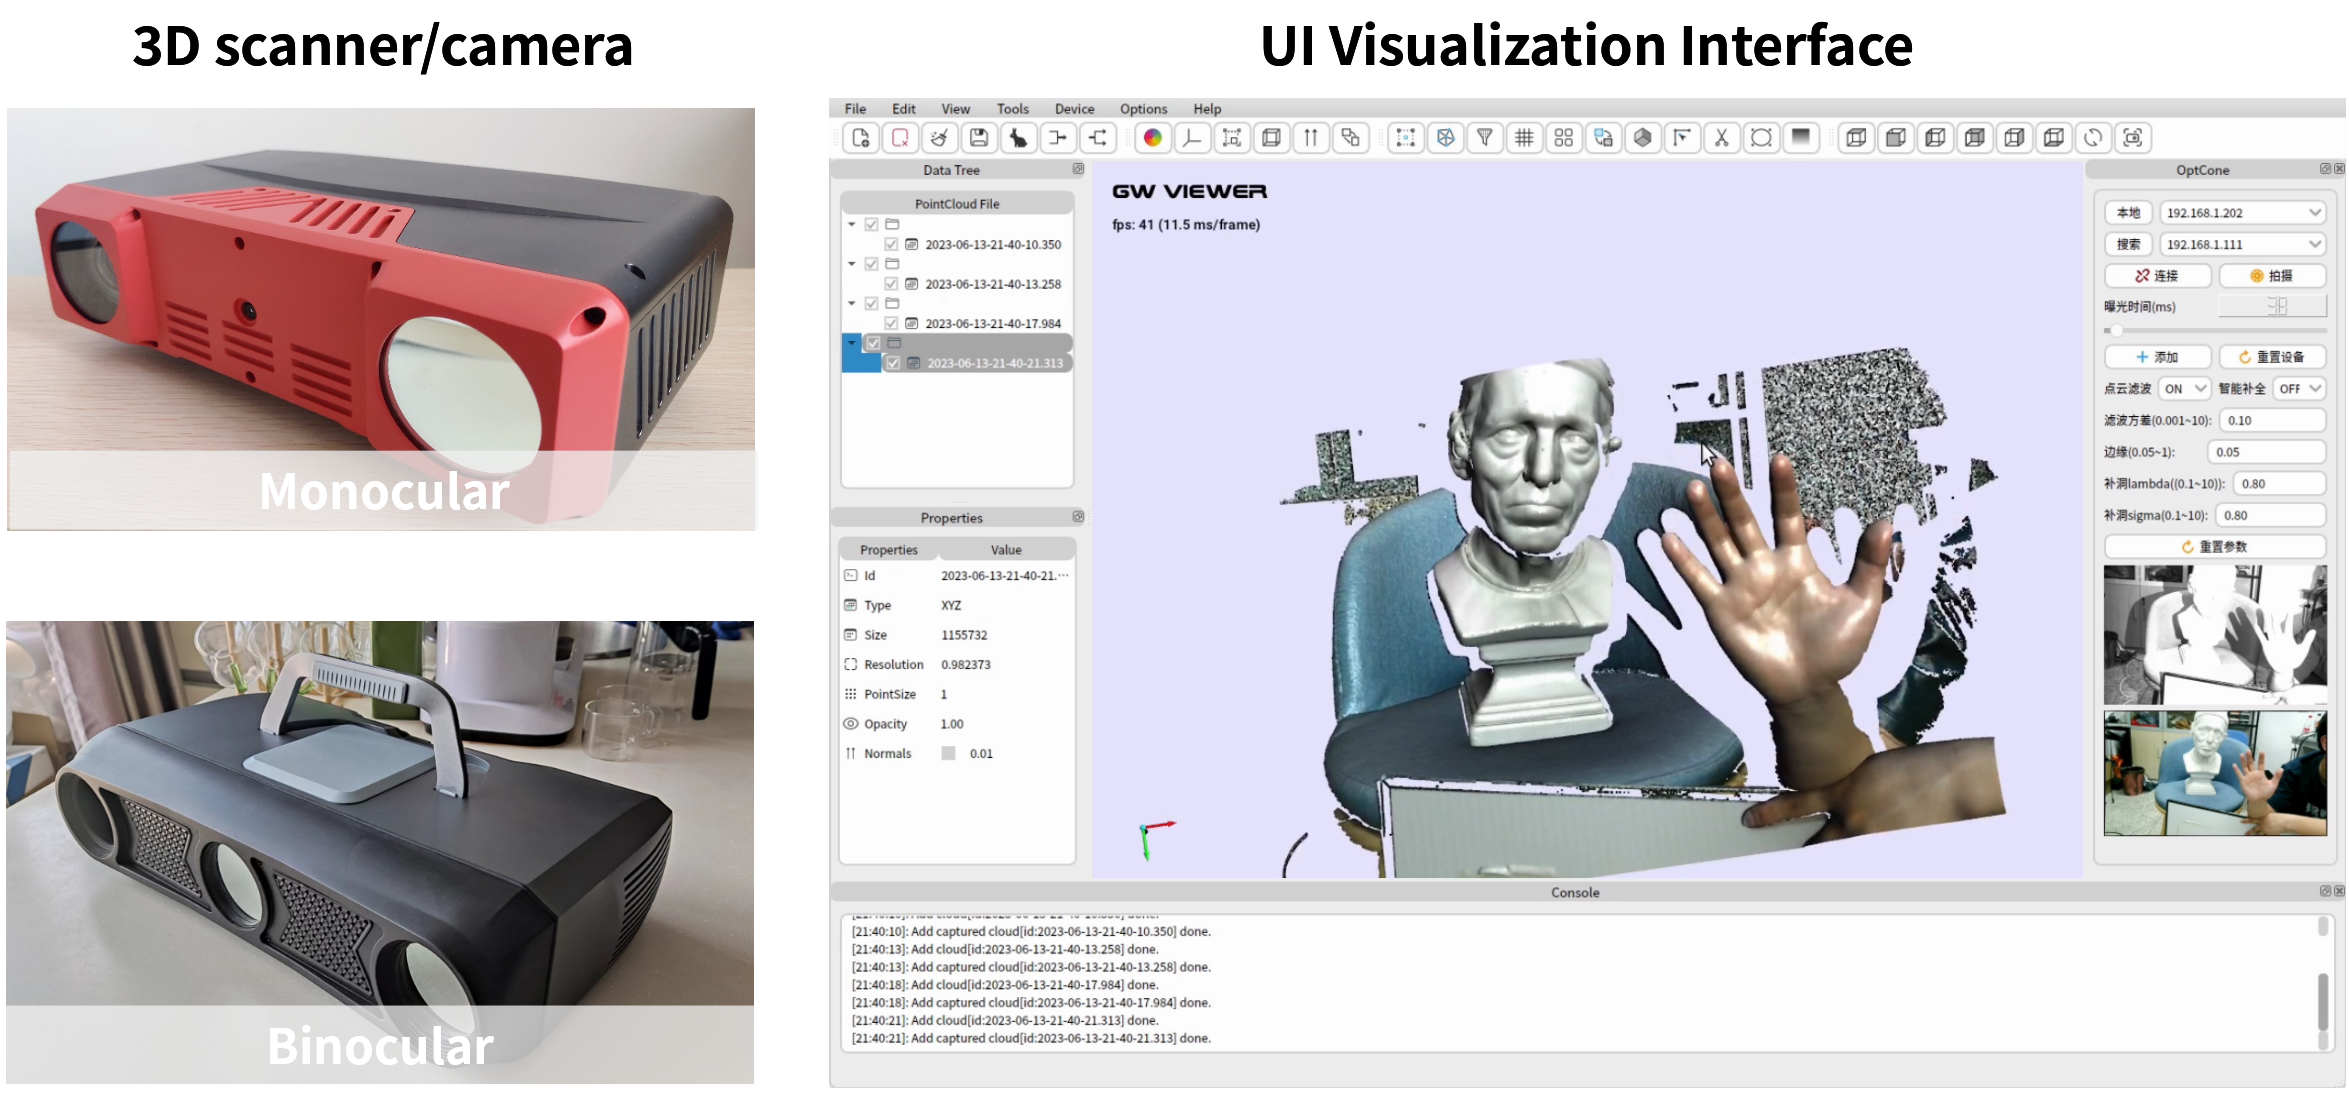 3D scanner/camera
UI Visualization Interface
Monocular
Binocular
File Edit View Tools Device Options Help
Data Tree
PointCloud File
2023-06-13-21-40-10.350
2023-06-13-21-40-13.258
2023-06-13-21-40-17.984
2023-06-13-21-40-21.313
Properties
Properties Value
Id 2023-06-13-21-40-21.…
Type XYZ
Size 1155732
Resolution 0.982373
PointSize 1
Opacity 1.00
Normals 0.01
GW VIEWER
fps: 41 (11.5 ms/frame)
OptCone
本地 192.168.1.202
搜索 192.168.1.111
连接 拍摄
曝光时间(ms) 38
添加 重置设备
点云滤波 ON 智能补全 OFF
滤波方差(0.001~10): 0.10
边缘(0.05~1): 0.05
补洞lambda((0.1~10)): 0.80
补洞sigma(0.1~10): 0.80
重置参数
Console
[21:40:10]: Add captured cloud[id:2023-06-13-21-40-10.350] done.
[21:40:13]: Add cloud[id:2023-06-13-21-40-13.258] done.
[21:40:13]: Add captured cloud[id:2023-06-13-21-40-13.258] done.
[21:40:18]: Add cloud[id:2023-06-13-21-40-17.984] done.
[21:40:18]: Add captured cloud[id:2023-06-13-21-40-17.984] done.
[21:40:21]: Add cloud[id:2023-06-13-21-40-21.313] done.
[21:40:21]: Add captured cloud[id:2023-06-13-21-40-21.313] done.